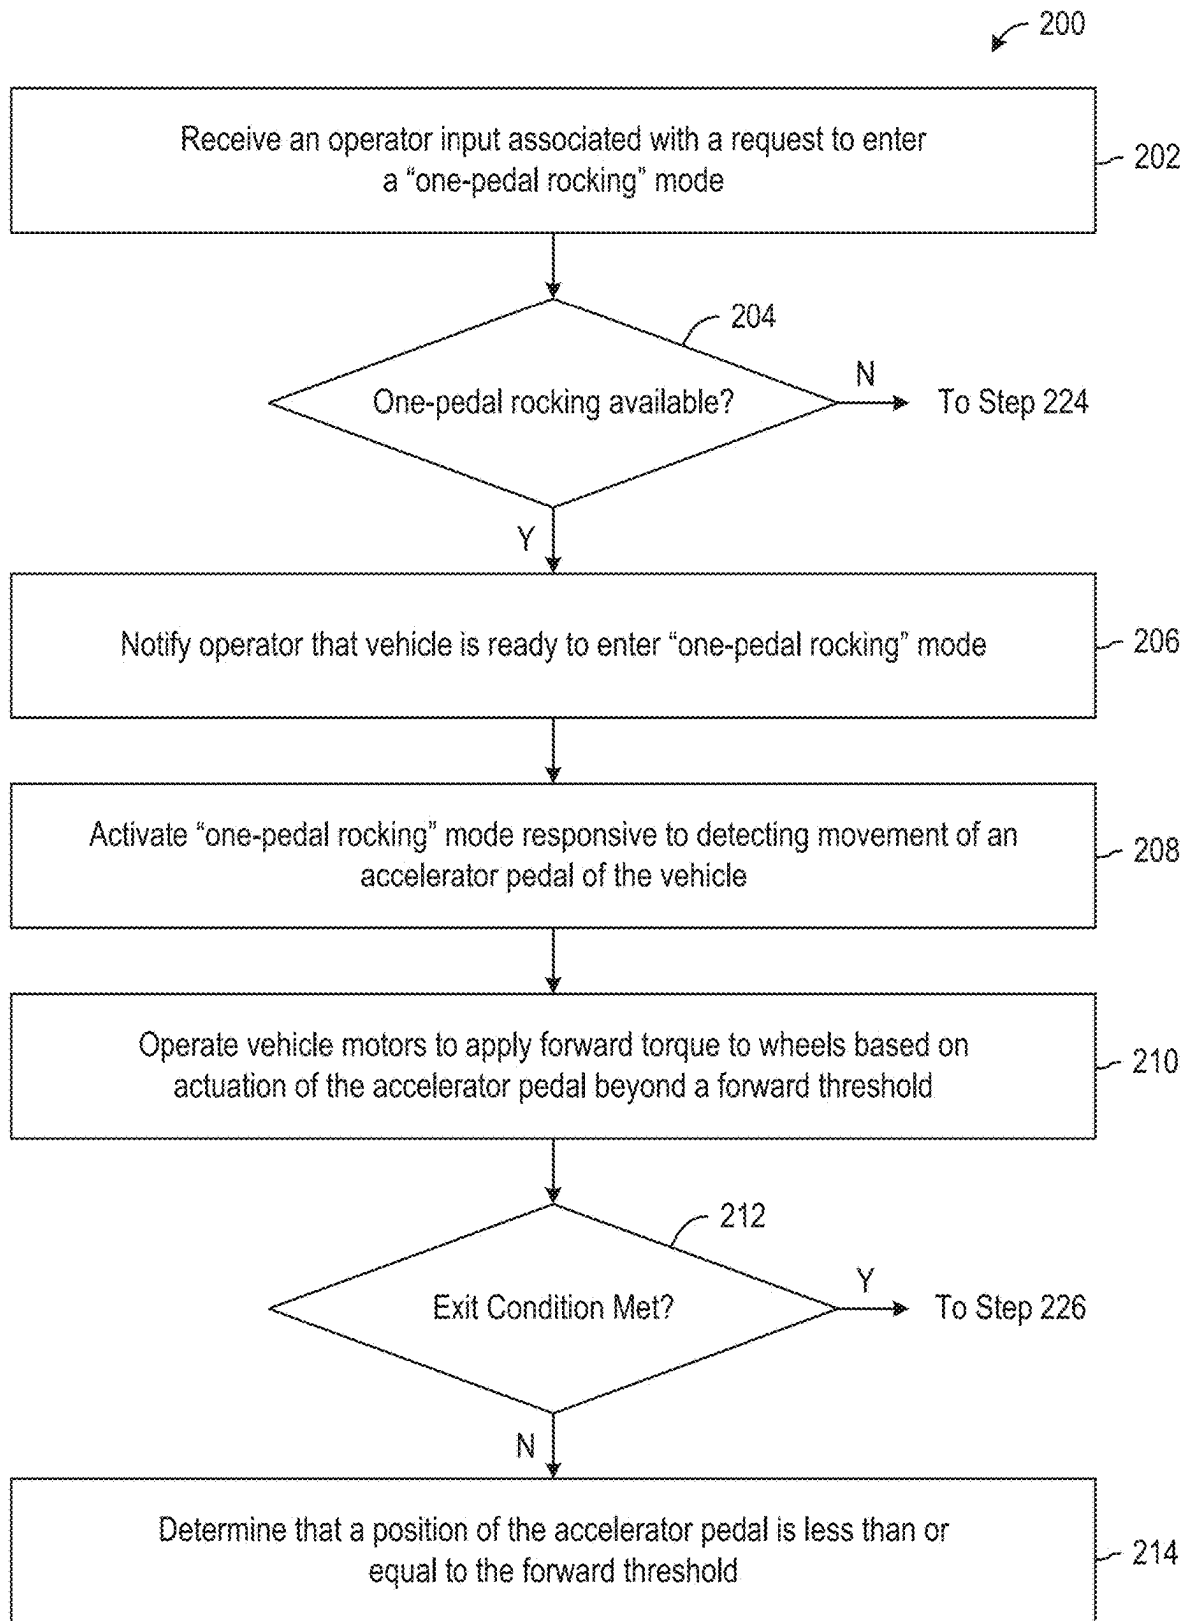 200
Receive an operator input associated with a request to enter
a “one-pedal rocking” mode
202
204
One-pedal rocking available?
N
To Step 224
Y
Notify operator that vehicle is ready to enter “one-pedal rocking” mode
206
Activate “one-pedal rocking” mode responsive to detecting movement of an
accelerator pedal of the vehicle
208
Operate vehicle motors to apply forward torque to wheels based on
actuation of the accelerator pedal beyond a forward threshold
210
212
Exit Condition Met?
Y
To Step 226
N
Determine that a position of the accelerator pedal is less than or
equal to the forward threshold
214